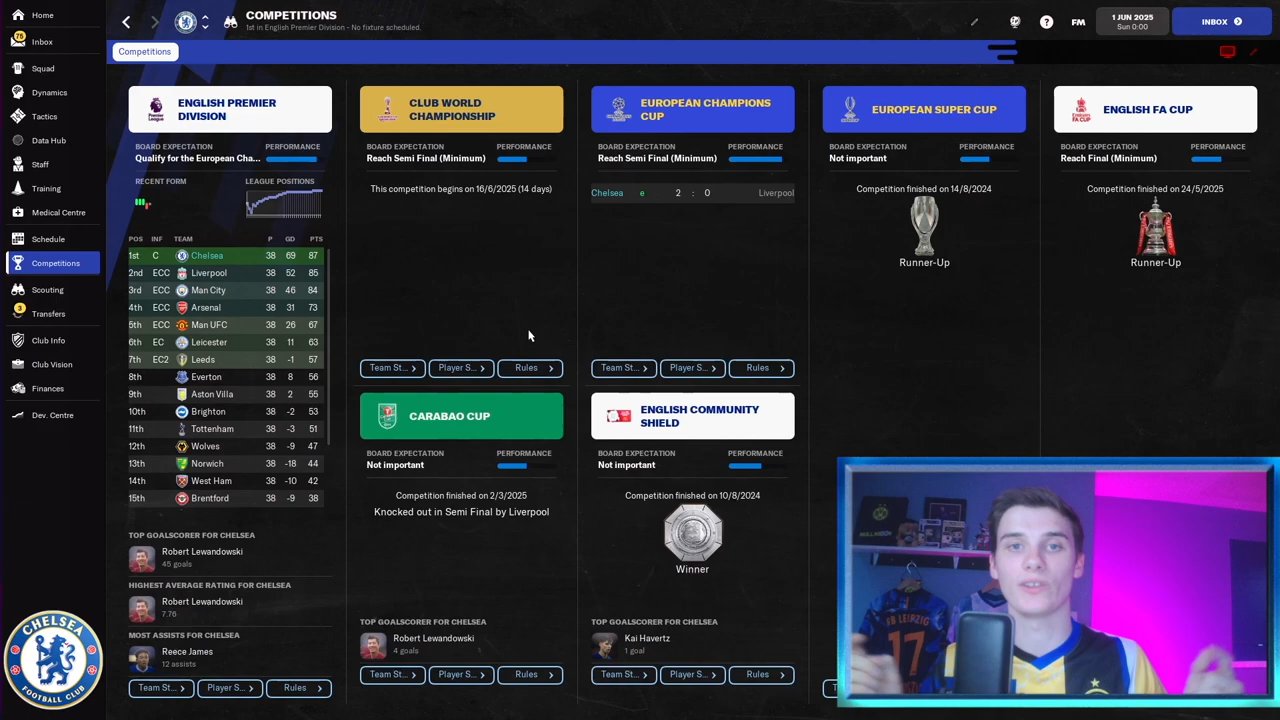 Home
75
Inbox
Squad
Dynamics
Tactics
Data Hub
Staff
Training
Medical Centre
Schedule
Competitions
Scouting
3
Transfers
Club Info
Club Vision
Finances
Dev. Centre
CHELSEA
FOOTBALL CLUB
COMPETITIONS
1st in English Premier Division - No fixture scheduled.
?
FM
1 JUN 2025
Sun 0:00
INBOX
Competitions
ENGLISH PREMIER
DIVISION
BOARD EXPECTATION PERFORMANCE
Qualify for the European Cha...
RECENT FORM LEAGUE POSITIONS
POS INF TEAM P GD PTS
1st C Chelsea 38 69 87
2nd ECC Liverpool 38 52 85
3rd ECC Man City 38 46 84
4th ECC Arsenal 38 31 73
5th ECC Man UFC 38 26 67
6th EC Leicester 38 11 63
7th EC2 Leeds 38 -1 57
8th Everton 38 8 56
9th Aston Villa 38 2 55
10th Brighton 38 -2 53
11th Tottenham 38 -3 51
12th Wolves 38 -9 47
13th Norwich 38 -18 44
14th West Ham 38 -10 42
15th Brentford 38 -9 38
TOP GOALSCORER FOR CHELSEA
Robert Lewandowski
45 goals
HIGHEST AVERAGE RATING FOR CHELSEA
Robert Lewandowski
7.76
MOST ASSISTS FOR CHELSEA
Reece James
12 assists
Team St... Player S... Rules
CLUB WORLD
CHAMPIONSHIP
BOARD EXPECTATION PERFORMANCE
Reach Semi Final (Minimum)
This competition begins on 16/6/2025 (14 days)
Team St... Player S... Rules
CARABAO CUP
BOARD EXPECTATION PERFORMANCE
Not important
Competition finished on 2/3/2025
Knocked out in Semi Final by Liverpool
TOP GOALSCORER FOR CHELSEA
Robert Lewandowski
4 goals
Team St... Player S... Rules
EUROPEAN CHAMPIONS
CUP
BOARD EXPECTATION PERFORMANCE
Reach Semi Final (Minimum)
Chelsea e 2 : 0 Liverpool
Team St... Player S... Rules
ENGLISH COMMUNITY
SHIELD
BOARD EXPECTATION PERFORMANCE
Not important
Competition finished on 10/8/2024
Winner
TOP GOALSCORER FOR CHELSEA
Kai Havertz
1 goal
Team St... Player S... Rules
EUROPEAN SUPER CUP
BOARD EXPECTATION PERFORMANCE
Not important
Competition finished on 14/8/2024
Runner-Up
ENGLISH FA CUP
BOARD EXPECTATION PERFORMANCE
Reach Final (Minimum)
Competition finished on 24/5/2025
Runner-Up
RB LEIPZIG
17